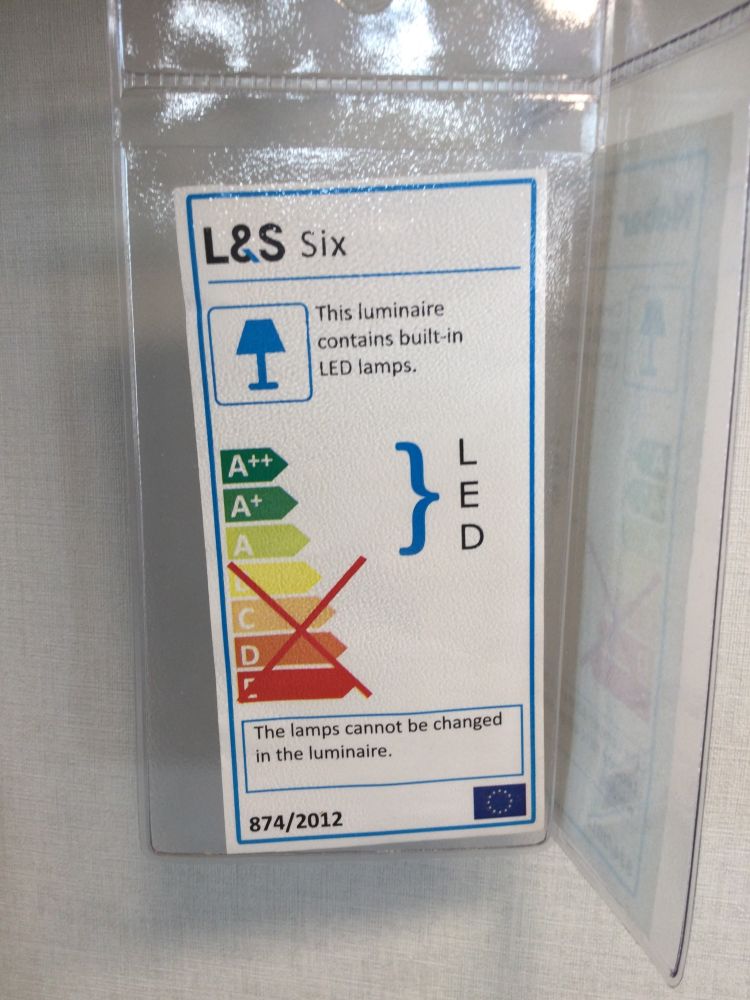 L&S Six
This luminaire
contains built-in
LED lamps.
A++
A+
A
L
E
D
C
D
The lamps cannot be changed
in the luminaire.
874/2012